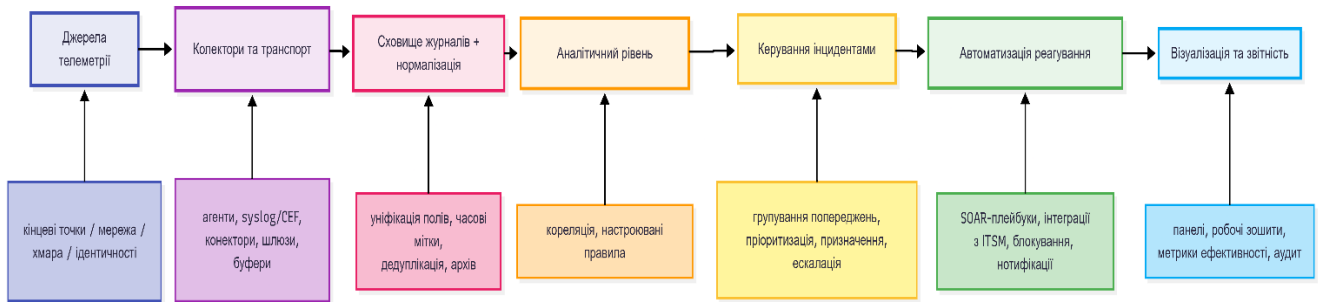 Джерела
телеметрії
Колектори та транспорт
Сховище журналів +
нормалізація
Аналітичний рівень
Керування інцидентами
Автоматизація реагування
Візуалізація та звітність
кінцеві точки / мережа /
хмара / ідентичності
агенти, syslog/CEF,
конектори, шлюзи,
буфери
уніфікація полів, часові
мітки,
дедуплікація, архів
кореляція, настроювані
правила
групування попереджень,
пріоритизація, призначення,
ескалація
SOAR-плейбуки, інтеграції
з ITSM, блокування,
нотифікації
панелі, робочі зошити,
метрики ефективності, аудит